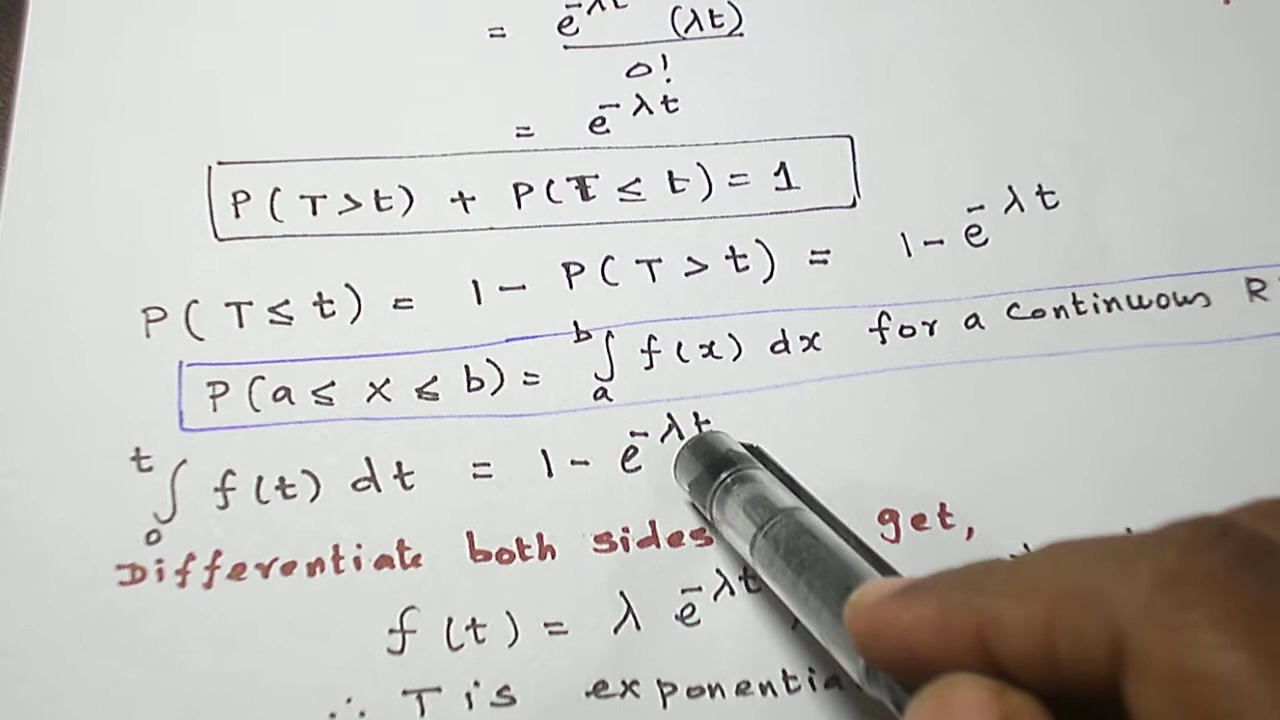 = e^{-λt} (λt)
0!
= e^{-λt}
P(T>t) + P(T≤t) = 1
P(T≤t) = 1 - P(T>t) = 1 - e^{-λt}
P(a≤x≤b) = ∫_a^b f(x) dx for a continuous R
∫_0^t f(t) dt = 1 - e^{-λt}
Differentiate both sides get,
f(t) = λ e^{-λt}
∴ T is